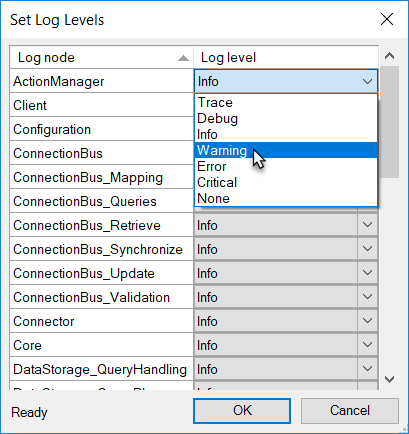 Set Log Levels
Log node Log level
ActionManager Info
Client Trace
Debug
Configuration Info
ConnectionBus Warning
ConnectionBus_Mapping Error
Critical
ConnectionBus_Queries None
ConnectionBus_Retrieve Info
ConnectionBus_Synchronize Info
ConnectionBus_Update Info
ConnectionBus_Validation Info
Connector Info
Core Info
DataStorage_QueryHandling Info
Ready OK Cancel